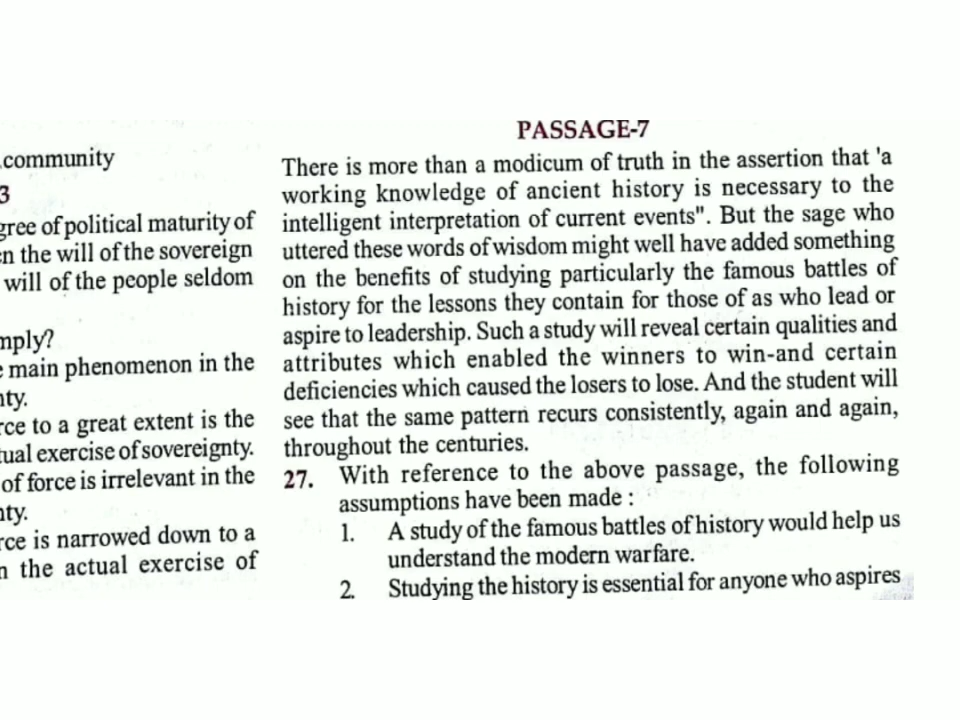 .community
3
gree of political maturity of
en the will of the sovereign
will of the people seldom
mply?
e main phenomenon in the
nty.
rce to a great extent is the
tual exercise of sovereignty.
of force is irrelevant in the
nty.
rce is narrowed down to a
n the actual exercise of
PASSAGE-7
There is more than a modicum of truth in the assertion that 'a
working knowledge of ancient history is necessary to the
intelligent interpretation of current events". But the sage who
uttered these words of wisdom might well have added something
on the benefits of studying particularly the famous battles of
history for the lessons they contain for those of as who lead or
aspire to leadership. Such a study will reveal certain qualities and
attributes which enabled the winners to win-and certain
deficiencies which caused the losers to lose. And the student will
see that the same pattern recurs consistently, again and again,
throughout the centuries.
27. With reference to the above passage, the following
assumptions have been made :
1. A study of the famous battles of history would help us
understand the modern warfare.
2. Studying the history is essential for anyone who aspires